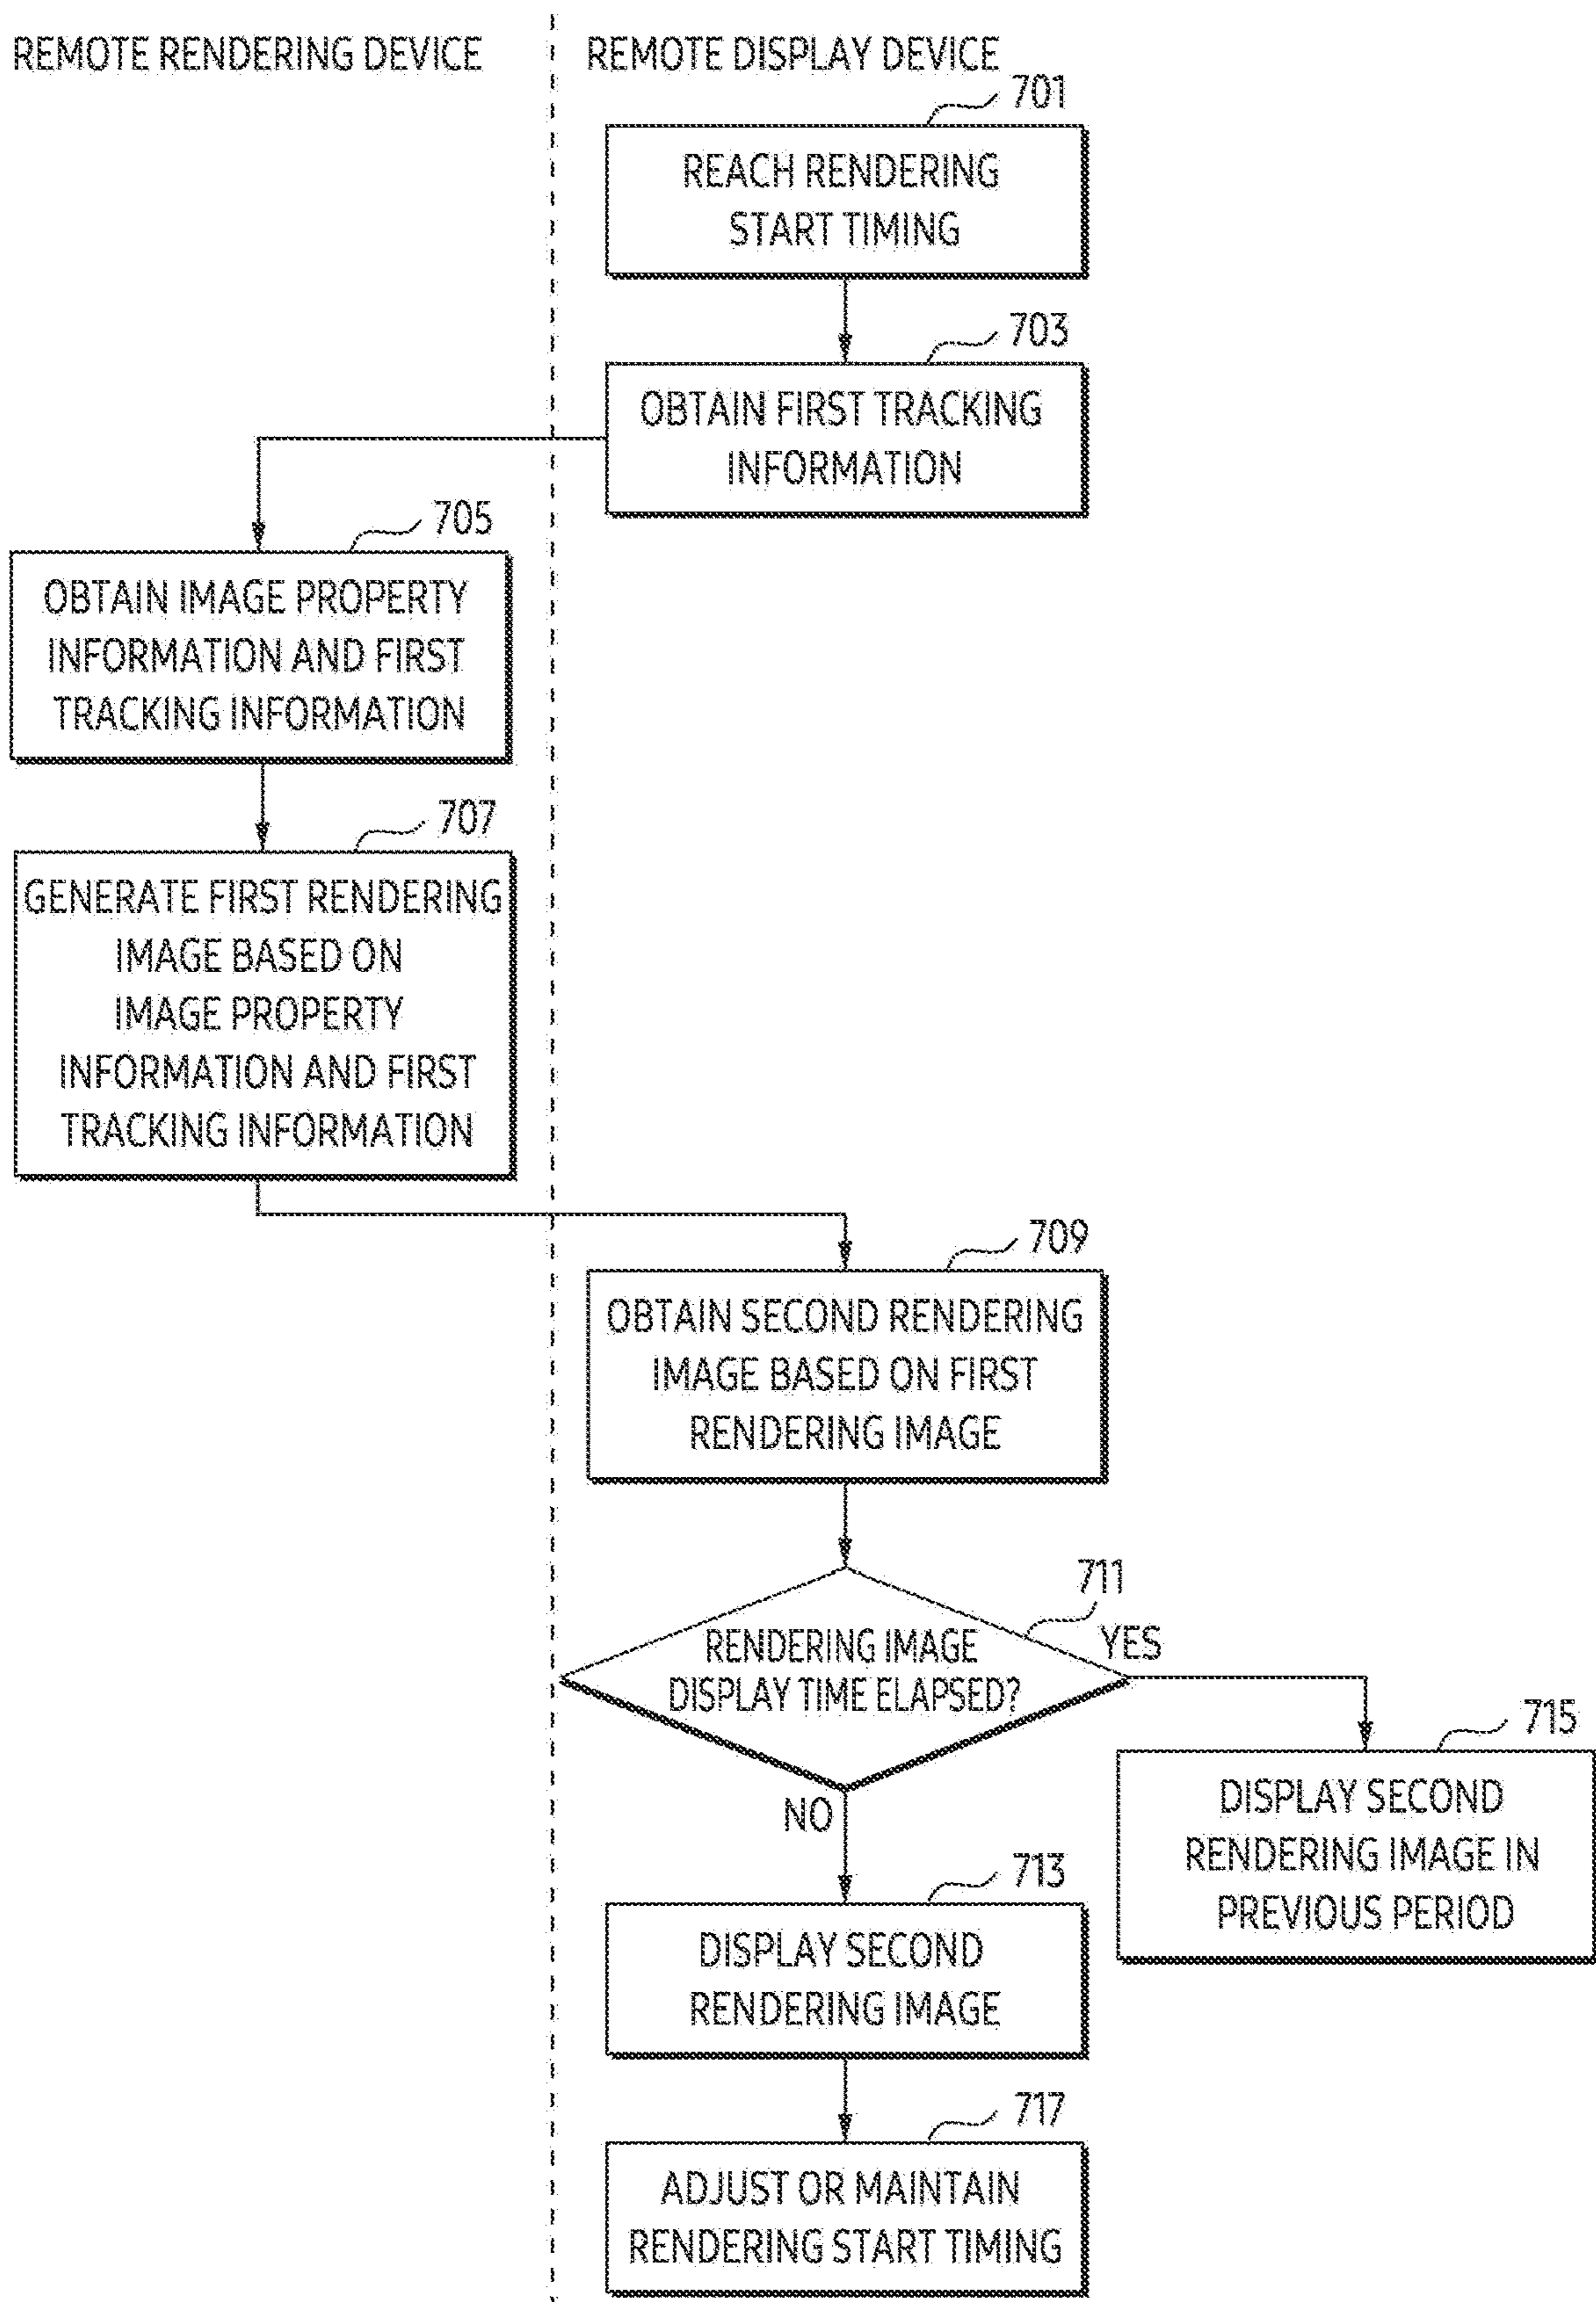 REMOTE RENDERING DEVICE
REMOTE DISPLAY DEVICE
701
REACH RENDERING
START TIMING
703
OBTAIN FIRST TRACKING
INFORMATION
705
OBTAIN IMAGE PROPERTY
INFORMATION AND FIRST
TRACKING INFORMATION
707
GENERATE FIRST RENDERING
IMAGE BASED ON
IMAGE PROPERTY
INFORMATION AND FIRST
TRACKING INFORMATION
709
OBTAIN SECOND RENDERING
IMAGE BASED ON FIRST
RENDERING IMAGE
711
RENDERING IMAGE
DISPLAY TIME ELAPSED?
YES
715
DISPLAY SECOND
RENDERING IMAGE IN
PREVIOUS PERIOD
NO
713
DISPLAY SECOND
RENDERING IMAGE
717
ADJUST OR MAINTAIN
RENDERING START TIMING